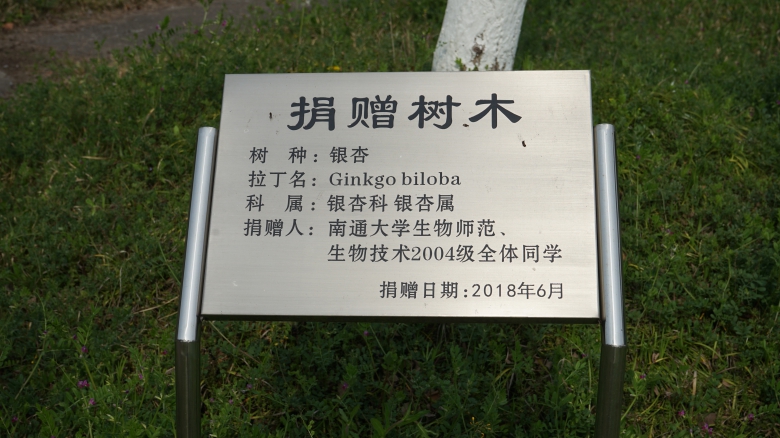 捐赠树木
树 种：银杏
拉丁名：Ginkgo biloba
科 属：银杏科 银杏属
捐赠人：南通大学生物师范、
生物技术2004级全体同学
捐赠日期：2018年6月